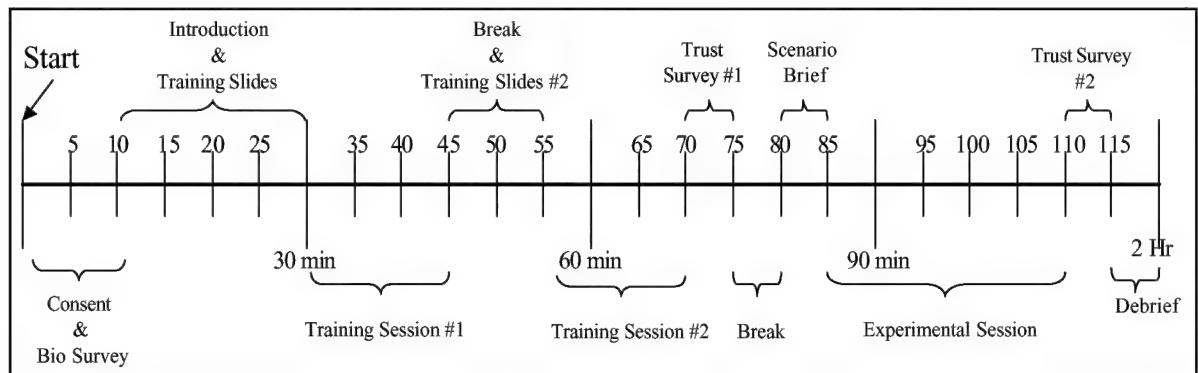 Introduction
&
Training Slides
Break
&
Training Slides #2
Trust
Survey #1
Scenario
Brief
Trust Survey
#2
Start
5 10 15 20 25 35 40 45 50 55 65 70 75 80 85 95 100 105 110 115
30 min 60 min 90 min 2 Hr
Consent
&
Bio Survey
Training Session #1
Training Session #2
Break
Experimental Session
Debrief